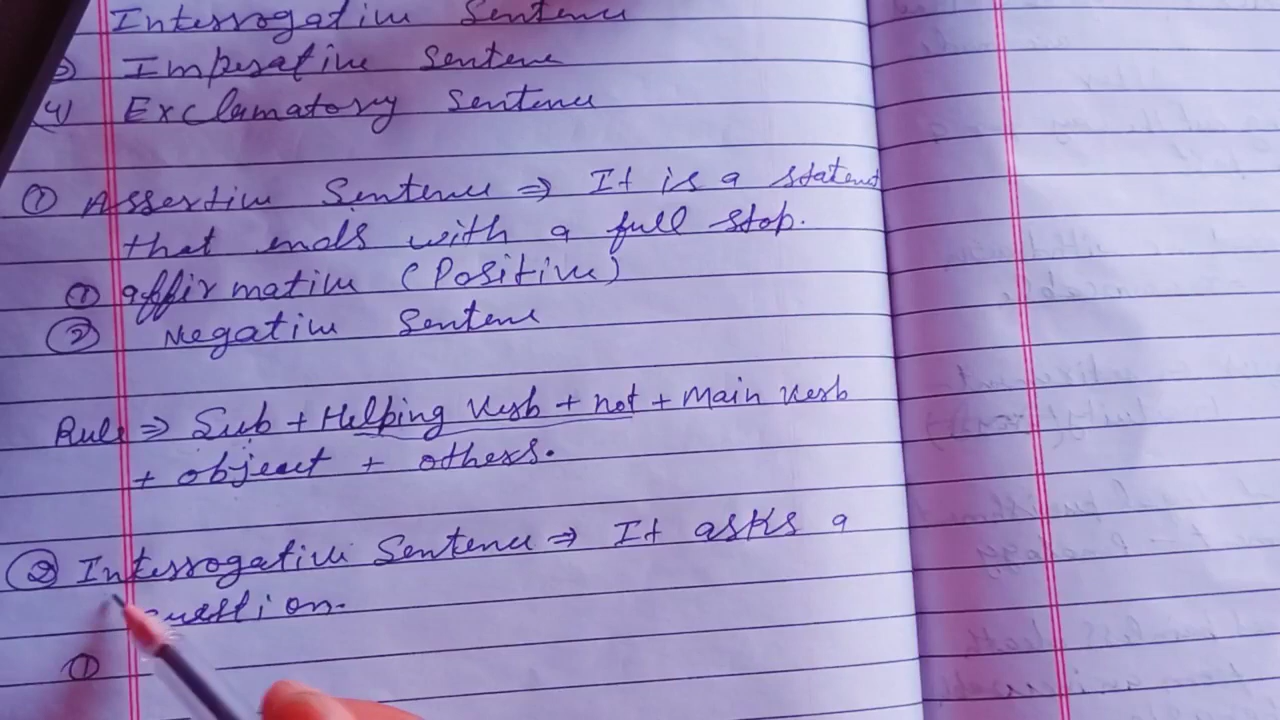 Interrogative Sentence
3) Imperative Sentence
(4) Exclamatory Sentence
① Assertive Sentence ⇒ It is a statement
that ends with a full stop.
① affirmative (Positive)
② Negative Sentence
Rule ⇒ Sub + Helping Verb + not + Main Verb
+ object + others.
② Interrogative Sentence ⇒ It asks a
question.
①